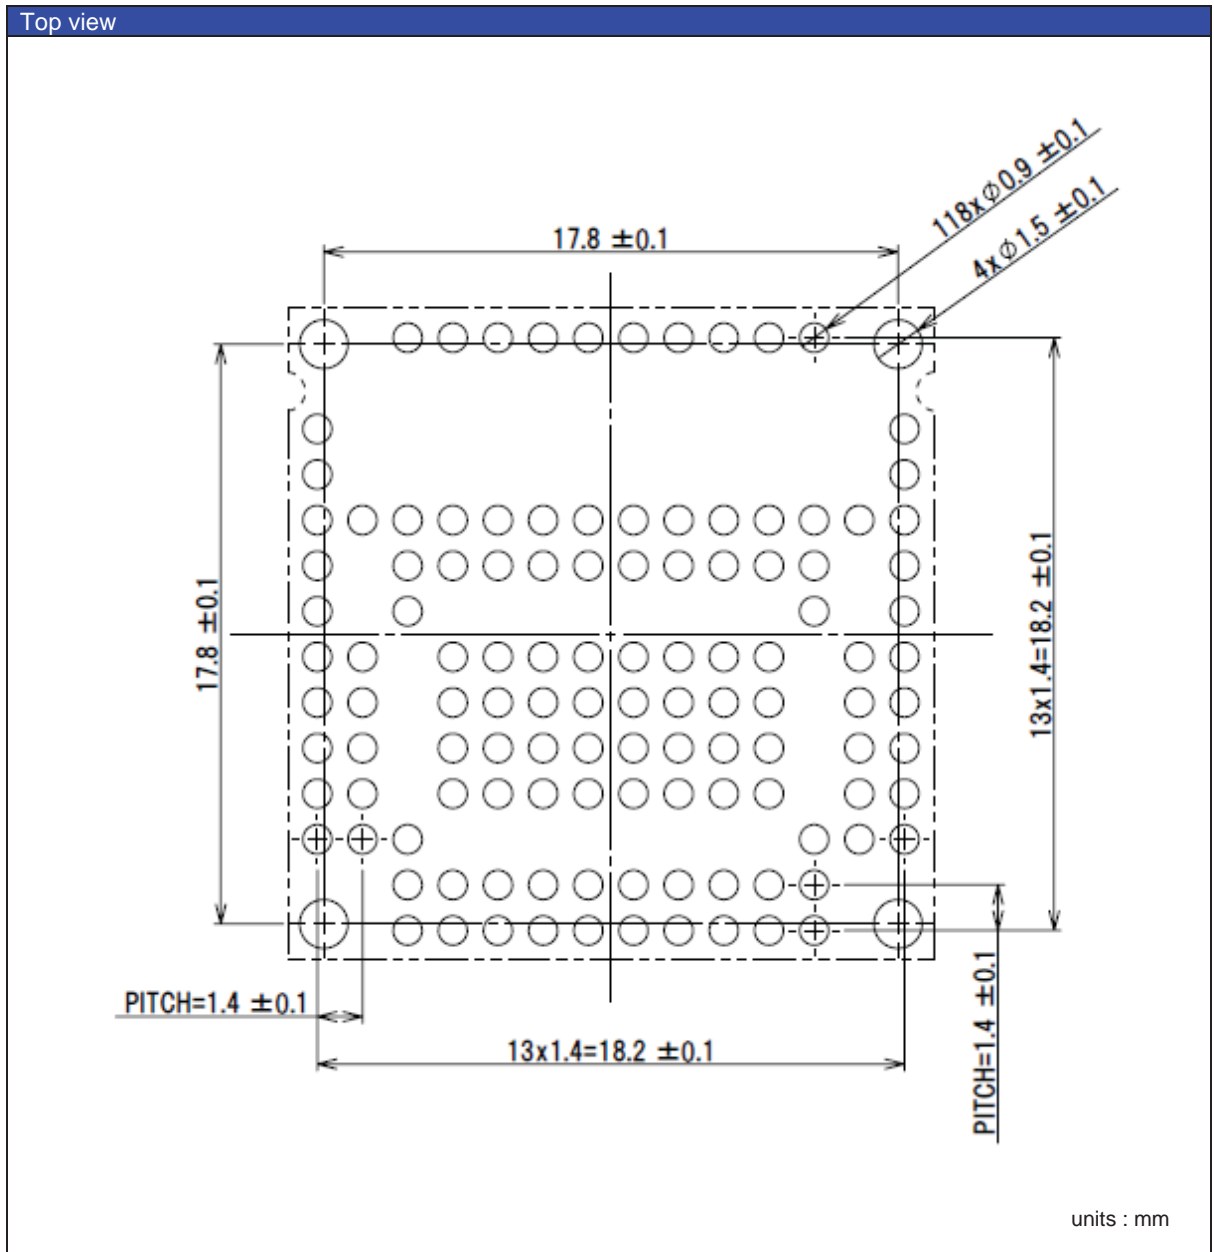 Top view
118xϕ0.9 ±0.1
4xϕ1.5 ±0.1
17.8 ±0.1
17.8 ±0.1
13x1.4=18.2 ±0.1
PITCH=1.4 ±0.1
13x1.4=18.2 ±0.1
PITCH=1.4 ±0.1
units : mm